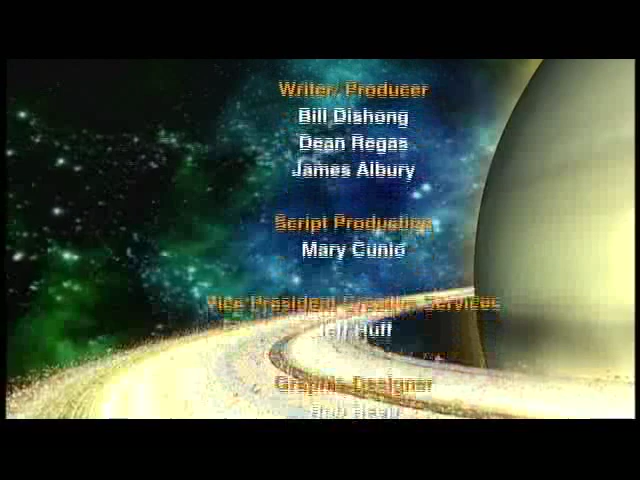 Writer/ Producer
Bill Dishong
Dean Regas
James Albury
Script Production
Mary Cunio
Vice President Creative Services
Jeff Huff
Graphic Designer
Rob